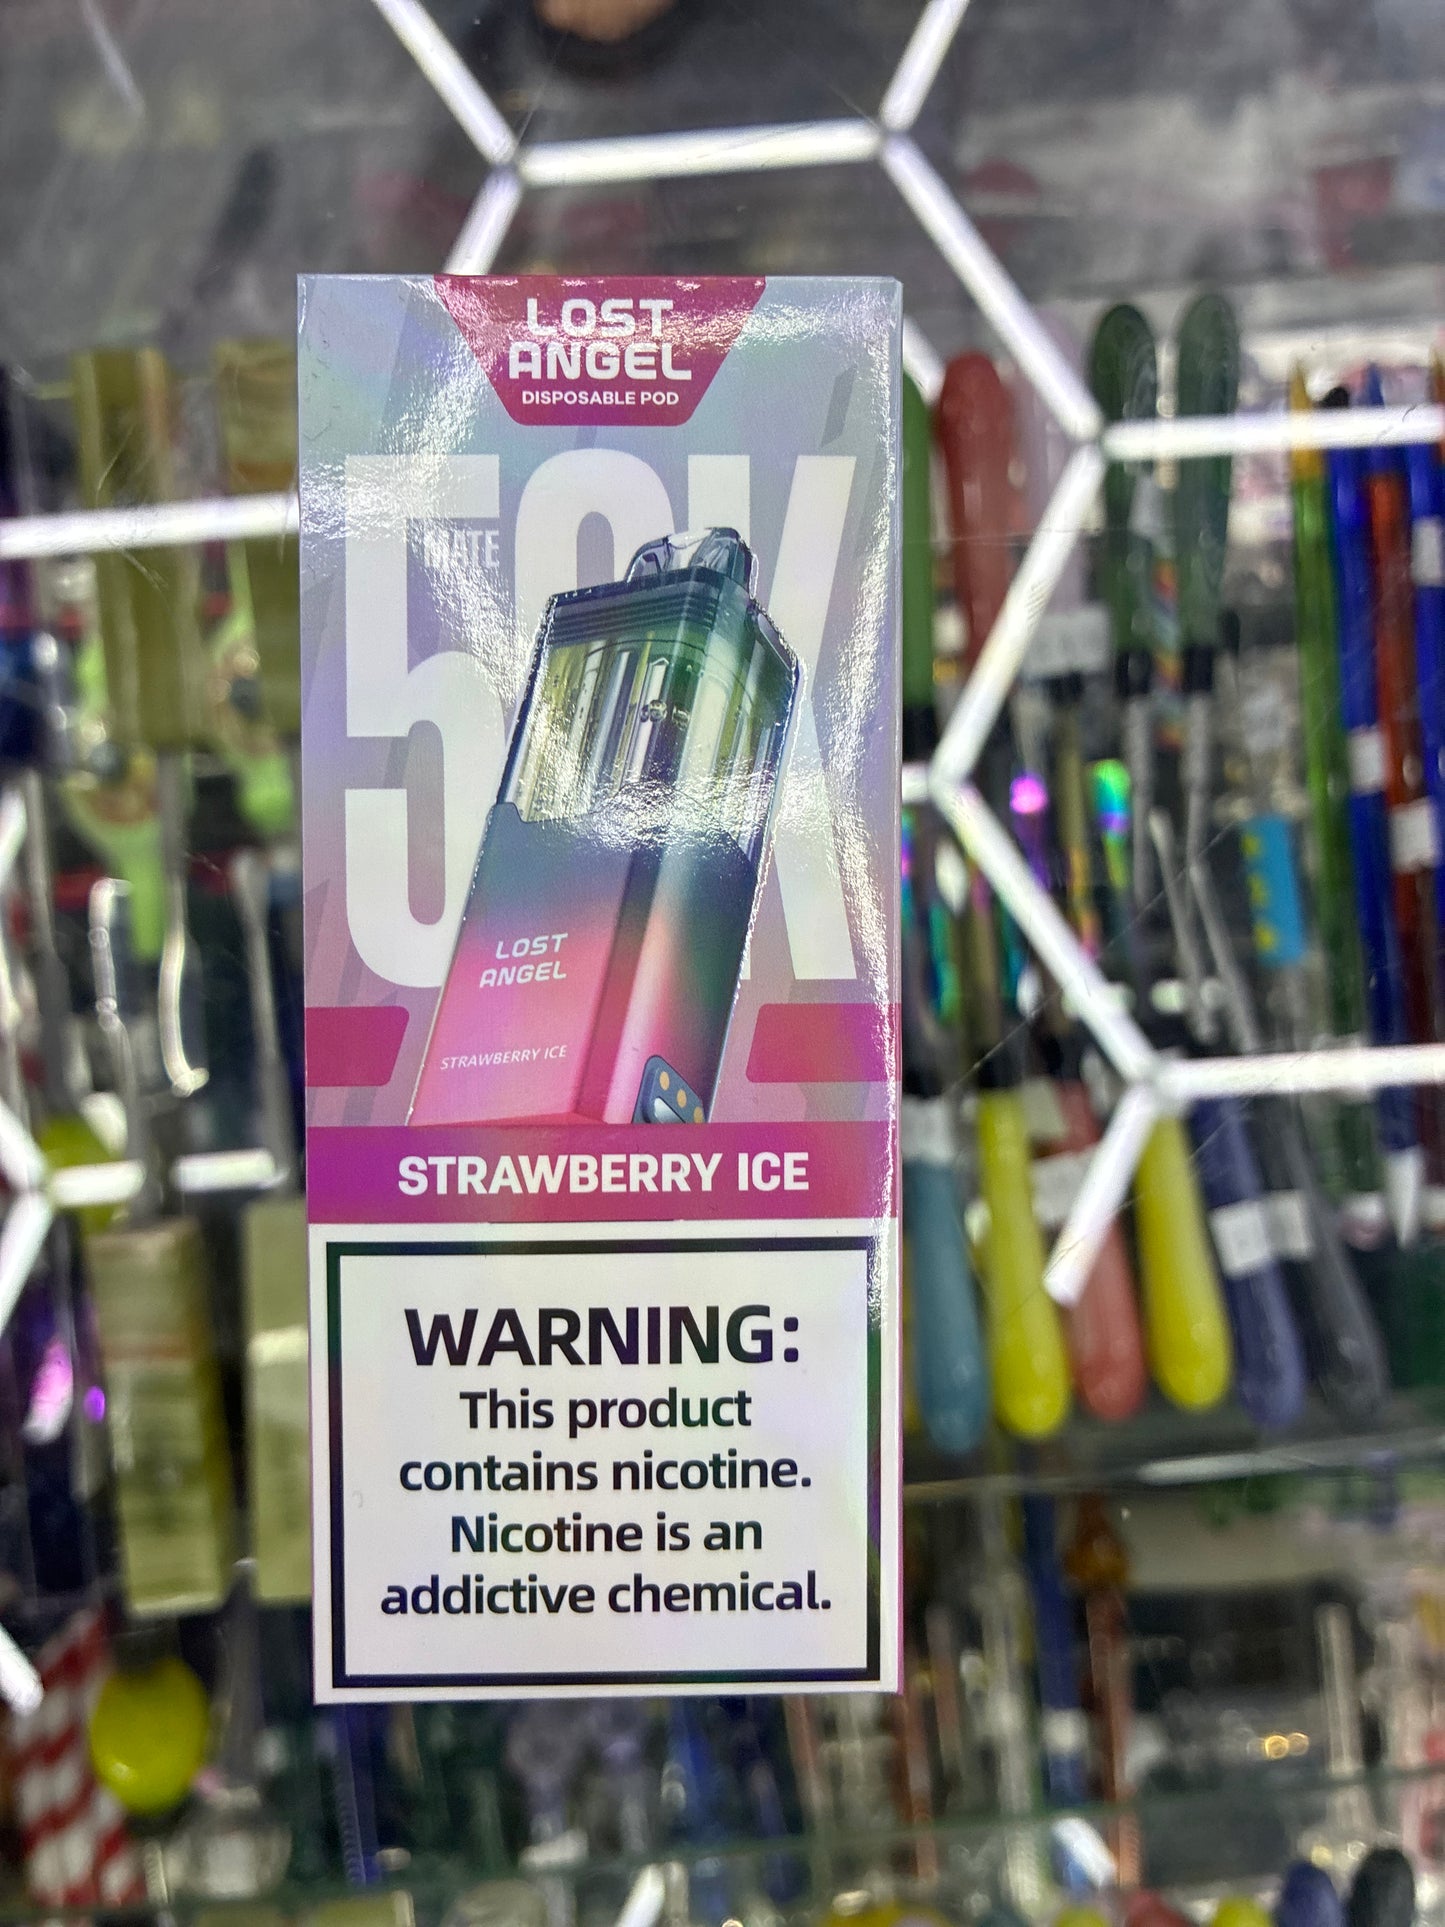 LOST
ANGEL
DISPOSABLE POD
50K
MATE
LOST
ANGEL
STRAWBERRY ICE
STRAWBERRY ICE
WARNING:
This product
contains nicotine.
Nicotine is an
addictive chemical.